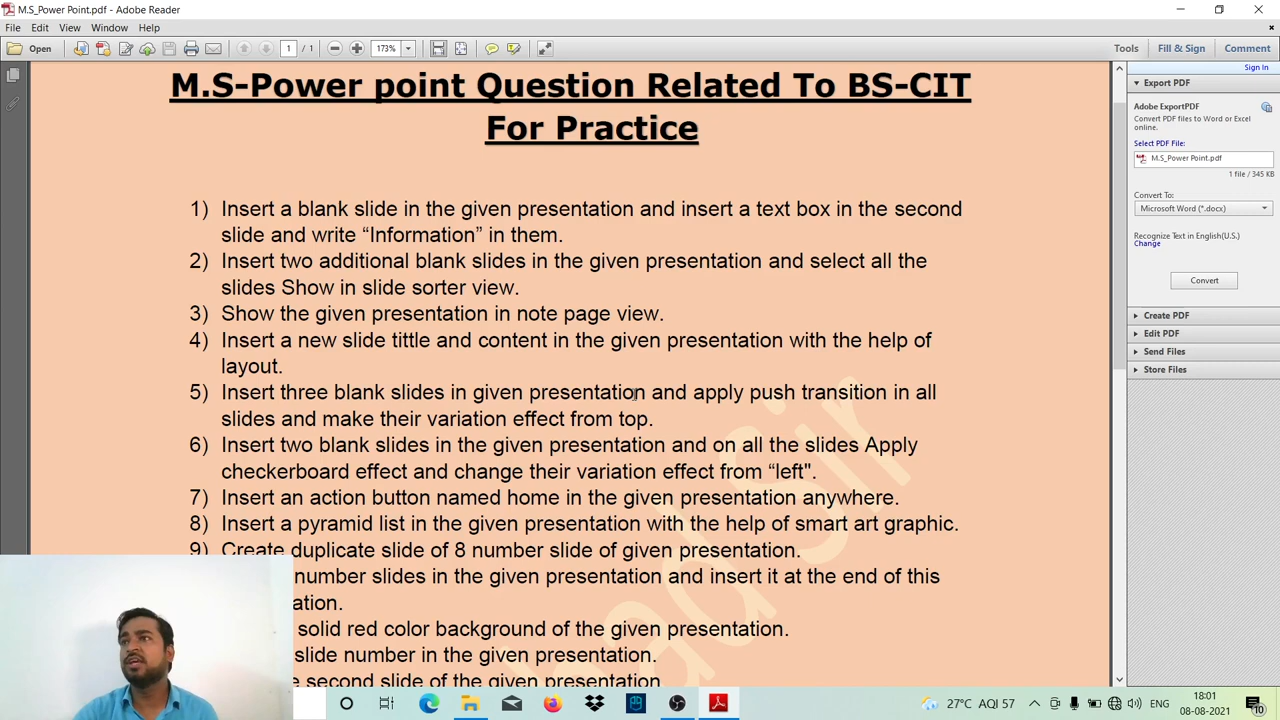 M.S_Power Point.pdf - Adobe Reader
File Edit View Window Help
Open 1 / 1 173% Tools Fill & Sign Comment
Sign In
M.S-Power point Question Related To BS-CIT
For Practice
1) Insert a blank slide in the given presentation and insert a text box in the second
slide and write “Information” in them.
2) Insert two additional blank slides in the given presentation and select all the
slides Show in slide sorter view.
3) Show the given presentation in note page view.
4) Insert a new slide tittle and content in the given presentation with the help of
layout.
5) Insert three blank slides in given presentation and apply push transition in all
slides and make their variation effect from top.
6) Insert two blank slides in the given presentation and on all the slides Apply
checkerboard effect and change their variation effect from “left".
7) Insert an action button named home in the given presentation anywhere.
8) Insert a pyramid list in the given presentation with the help of smart art graphic.
9) Create duplicate slide of 8 number slide of given presentation.
number slides in the given presentation and insert it at the end of this
ation.
solid red color background of the given presentation.
slide number in the given presentation.
e second slide of the given presentation
Export PDF
Adobe ExportPDF
Convert PDF files to Word or Excel
online.
Select PDF File:
M.S_Power Point.pdf
1 file / 345 KB
Convert To:
Microsoft Word (*.docx)
Recognize Text in English(U.S.)
Change
Convert
Create PDF
Edit PDF
Send Files
Store Files
27°C AQI 57
18:01
08-08-2021
10